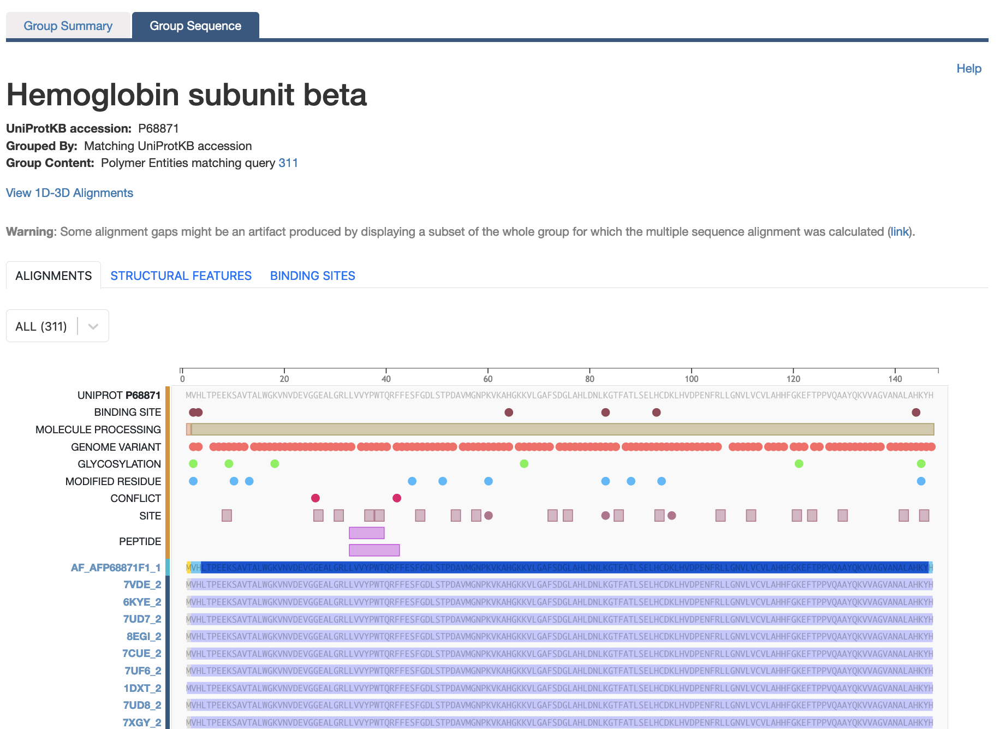 Group Summary
Group Sequence
Help
Hemoglobin subunit beta
UniProtKB accession: P68871
Grouped By: Matching UniProtKB accession
Group Content: Polymer Entities matching query 311
View 1D-3D Alignments
Warning: Some alignment gaps might be an artifact produced by displaying a subset of the whole group for which the multiple sequence alignment was calculated (link).
ALIGNMENTS STRUCTURAL FEATURES BINDING SITES
ALL (311)
0 20 40 60 80 100 120 140
UNIPROT P68871 MVHLTPEEKSAVTALWGKVNVDEVGGEALGRLLVVYPWTQRFFESFGDLSTPDAVMGNPKVKAHGKKVLGAFSDGLAHLDNLKGTFATLSELHCDKLHVDPENFRLLGNVLVCVLAHHFGKEFTPPVQAAYQKVVAGVANALAHKYH
BINDING SITE
MOLECULE PROCESSING
GENOME VARIANT
GLYCOSYLATION
MODIFIED RESIDUE
CONFLICT
SITE
PEPTIDE
AF_AFP68871F1_1 MVHLTPEEKSAVTALWGKVNVDEVGGEALGRLLVVYPWTQRFFESFGDLSTPDAVMGNPKVKAHGKKVLGAFSDGLAHLDNLKGTFATLSELHCDKLHVDPENFRLLGNVLVCVLAHHFGKEFTPPVQAAYQKVVAGVANALAHKYH
7VDE_2 MVHLTPEEKSAVTALWGKVNVDEVGGEALGRLLVVYPWTQRFFESFGDLSTPDAVMGNPKVKAHGKKVLGAFSDGLAHLDNLKGTFATLSELHCDKLHVDPENFRLLGNVLVCVLAHHFGKEFTPPVQAAYQKVVAGVANALAHKYH
6KYE_2 MVHLTPEEKSAVTALWGKVNVDEVGGEALGRLLVVYPWTQRFFESFGDLSTPDAVMGNPKVKAHGKKVLGAFSDGLAHLDNLKGTFATLSELHCDKLHVDPENFRLLGNVLVCVLAHHFGKEFTPPVQAAYQKVVAGVANALAHKYH
7UD7_2 MVHLTPEEKSAVTALWGKVNVDEVGGEALGRLLVVYPWTQRFFESFGDLSTPDAVMGNPKVKAHGKKVLGAFSDGLAHLDNLKGTFATLSELHCDKLHVDPENFRLLGNVLVCVLAHHFGKEFTPPVQAAYQKVVAGVANALAHKYH
8EGI_2 MVHLTPEEKSAVTALWGKVNVDEVGGEALGRLLVVYPWTQRFFESFGDLSTPDAVMGNPKVKAHGKKVLGAFSDGLAHLDNLKGTFATLSELHCDKLHVDPENFRLLGNVLVCVLAHHFGKEFTPPVQAAYQKVVAGVANALAHKYH
7CUE_2 MVHLTPEEKSAVTALWGKVNVDEVGGEALGRLLVVYPWTQRFFESFGDLSTPDAVMGNPKVKAHGKKVLGAFSDGLAHLDNLKGTFATLSELHCDKLHVDPENFRLLGNVLVCVLAHHFGKEFTPPVQAAYQKVVAGVANALAHKYH
7UF6_2 MVHLTPEEKSAVTALWGKVNVDEVGGEALGRLLVVYPWTQRFFESFGDLSTPDAVMGNPKVKAHGKKVLGAFSDGLAHLDNLKGTFATLSELHCDKLHVDPENFRLLGNVLVCVLAHHFGKEFTPPVQAAYQKVVAGVANALAHKYH
1DXT_2 MVHLTPEEKSAVTALWGKVNVDEVGGEALGRLLVVYPWTQRFFESFGDLSTPDAVMGNPKVKAHGKKVLGAFSDGLAHLDNLKGTFATLSELHCDKLHVDPENFRLLGNVLVCVLAHHFGKEFTPPVQAAYQKVVAGVANALAHKYH
7UD8_2 MVHLTPEEKSAVTALWGKVNVDEVGGEALGRLLVVYPWTQRFFESFGDLSTPDAVMGNPKVKAHGKKVLGAFSDGLAHLDNLKGTFATLSELHCDKLHVDPENFRLLGNVLVCVLAHHFGKEFTPPVQAAYQKVVAGVANALAHKYH
7XGY_2 MVHLTPEEKSAVTALWGKVNVDEVGGEALGRLLVVYPWTQRFFESFGDLSTPDAVMGNPKVKAHGKKVLGAFSDGLAHLDNLKGTFATLSELHCDKLHVDPENFRLLGNVLVCVLAHHFGKEFTPPVQAAYQKVVAGVANALAHKYH